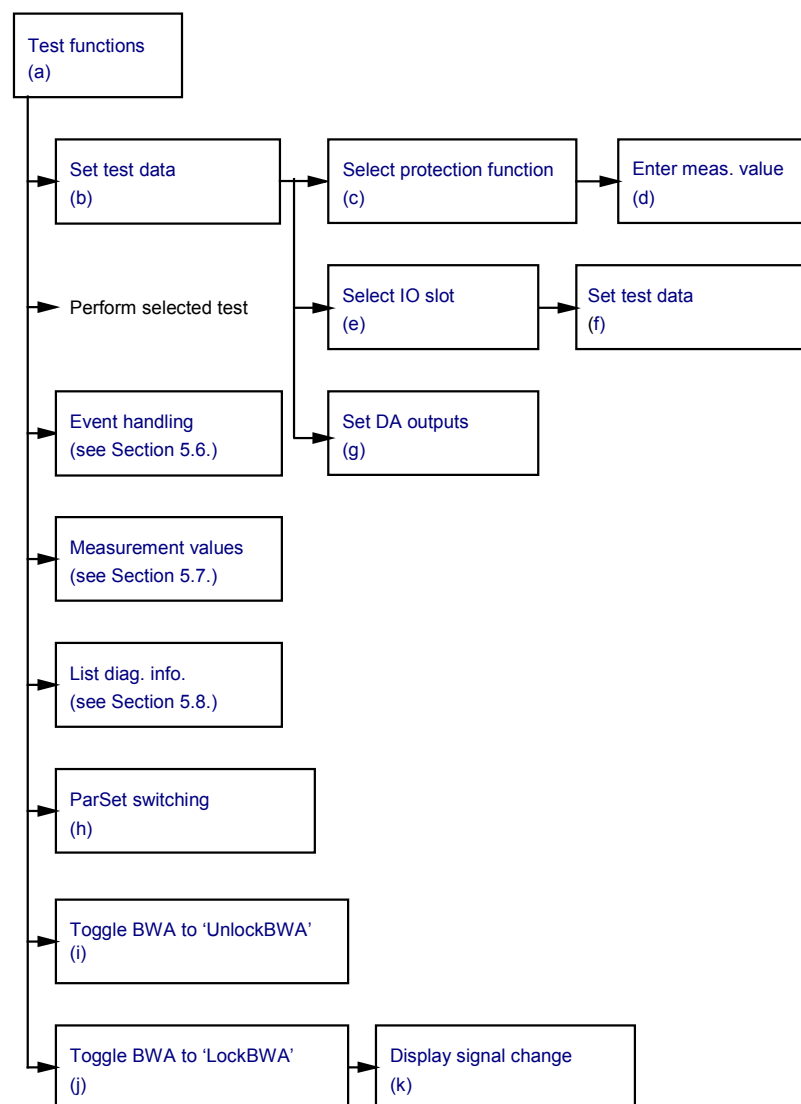 Test functions
(a)
Set test data
(b)
Select protection function
(c)
Enter meas. value
(d)
Perform selected test
Select IO slot
(e)
Set test data
(f)
Event handling
(see Section 5.6.)
Set DA outputs
(g)
Measurement values
(see Section 5.7.)
List diag. info.
(see Section 5.8.)
ParSet switching
(h)
Toggle BWA to ‘UnlockBWA’
(i)
Toggle BWA to ‘LockBWA’
(j)
Display signal change
(k)